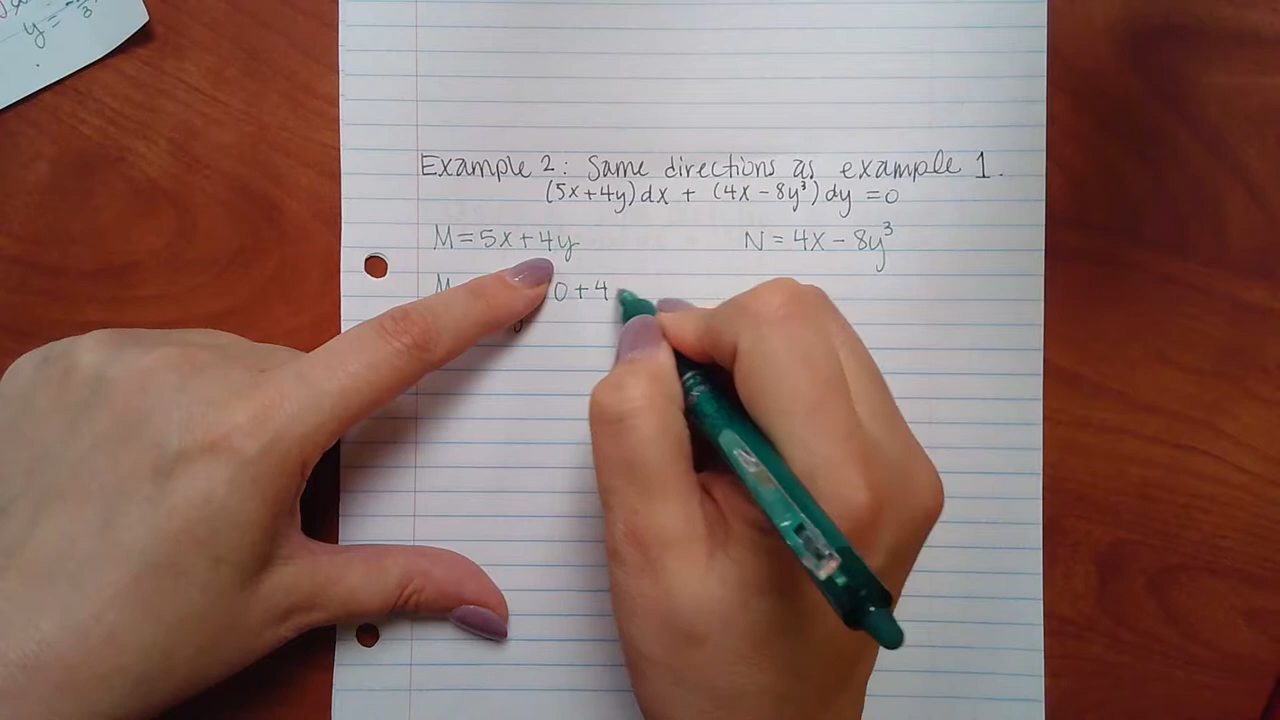 y = -
3
Example 2: Same directions as example 1.
(5x+4y)dx + (4x-8y³)dy =0
M=5x+4y
N=4x-8y³
M 0+4